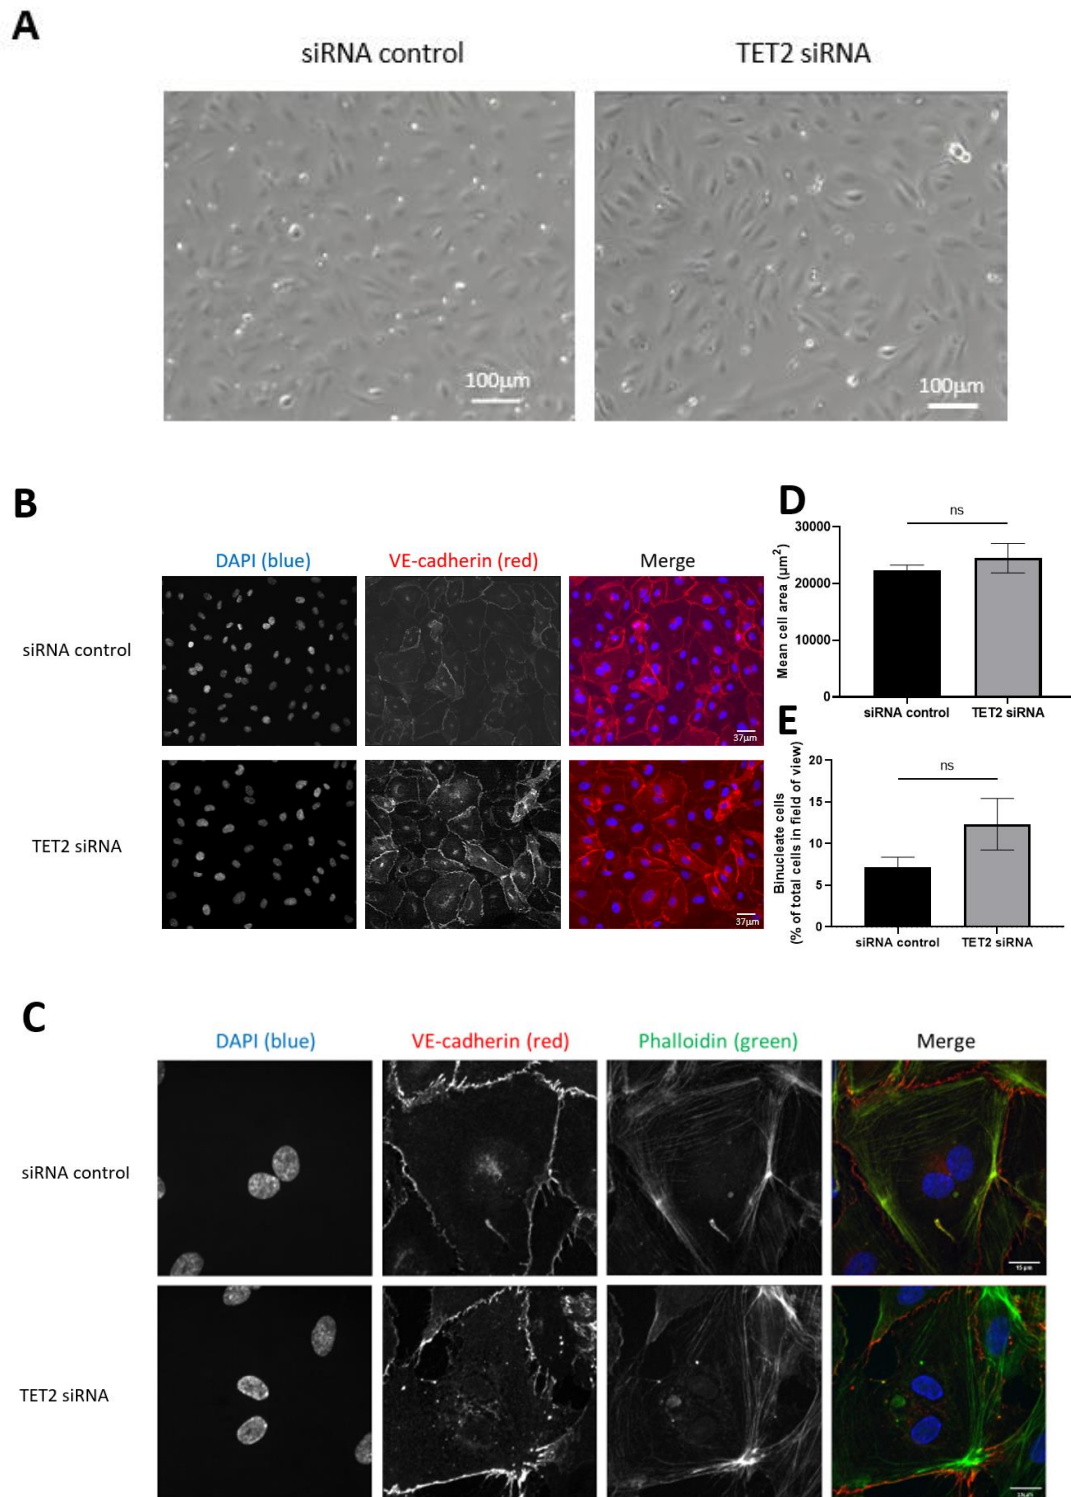 A
siRNA control
TET2 siRNA
100µm
100µm
B
DAPI (blue)
VE-cadherin (red)
Merge
siRNA control
37µm
TET2 siRNA
37µm
D
ns
Mean cell area (µm²)
30000
20000
10000
0
siRNA control
TET2 siRNA
E
ns
Binucleate cells
(% of total cells in field of view)
20
15
10
5
0
siRNA control
TET2 siRNA
C
DAPI (blue)
VE-cadherin (red)
Phalloidin (green)
Merge
siRNA control
15 µm
TET2 siRNA